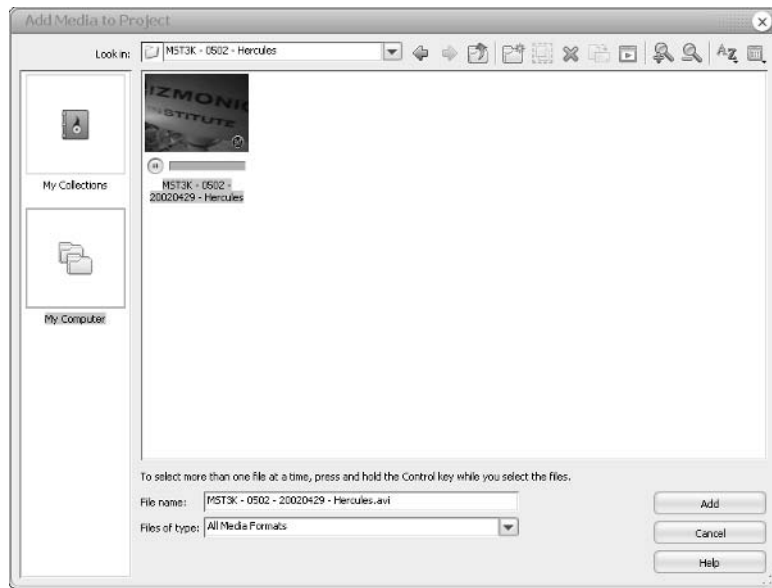 Add Media to Project
Look in:
MST3K - 0502 - Hercules
IZMONIC
INSTITUTE
My Collections
MST3K - 0502 -
20020429 - Hercules
My Computer
To select more than one file at a time, press and hold the Control key while you select the files.
File name:
MST3K - 0502 - 20020429 - Hercules.avi
Add
Files of type:
All Media Formats
Cancel
Help